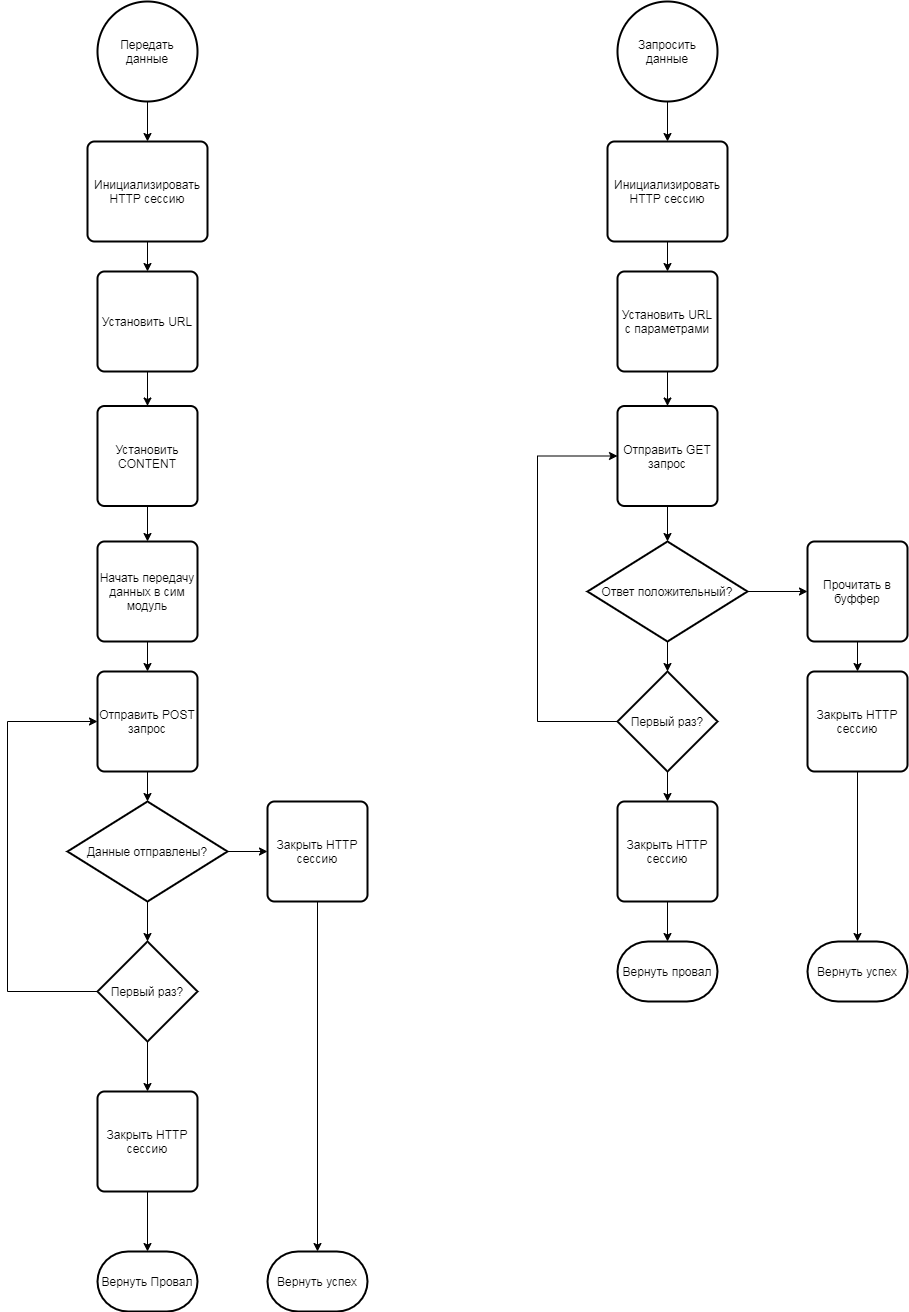 Передать
данные
Инициализировать
HTTP сессию
Установить URL
Установить
CONTENT
Начать передачу
данных в сим
модуль
Отправить POST
запрос
Данные отправлены?
Закрыть HTTP
сессию
Первый раз?
Закрыть HTTP
сессию
Вернуть Провал
Вернуть успех
Запросить
данные
Инициализировать
HTTP сессию
Установить URL
с параметрами
Отправить GET
запрос
Ответ положительный?
Прочитать в
буффер
Первый раз?
Закрыть HTTP
сессию
Закрыть HTTP
сессию
Вернуть провал
Вернуть успех